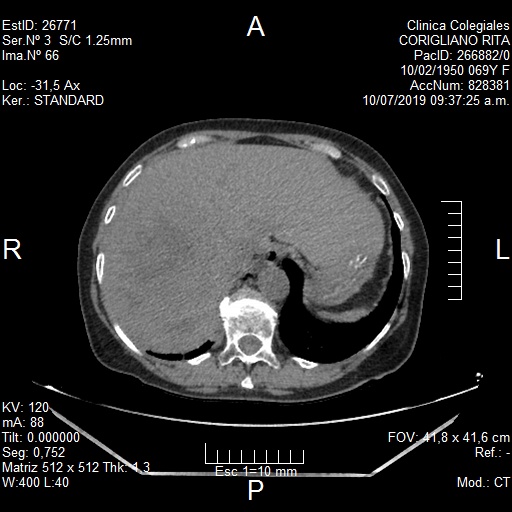 EstID: 26771
Ser.Nº 3 S/C 1.25mm
Ima.Nº 66
Loc: -31,5 Ax
Ker.: STANDARD
A
Clinica Colegiales
CORIGLIANO RITA
PacID: 266882/0
10/02/1950 069Y F
AccNum: 828381
10/07/2019 09:37:25 a.m.
R
L
KV: 120
mA: 88
Tilt: 0.000000
Seg: 0,752
Matriz 512 x 512 Thk: 1.3
W:400 L:40
Esc 1=10 mm
P
FOV: 41,8 x 41,6 cm
Ref.: -
Mod.: CT